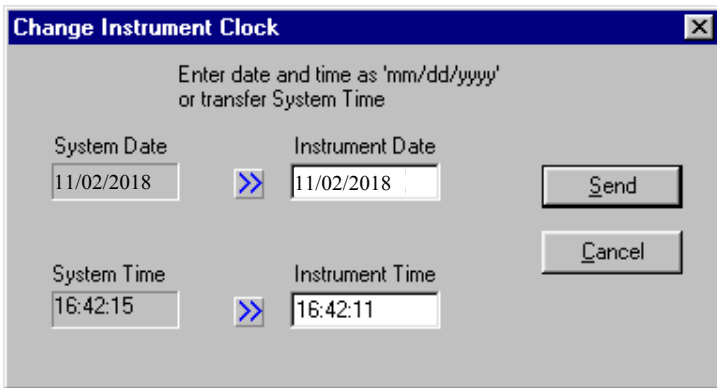 Change Instrument Clock
Enter date and time as 'mm/dd/yyyy'
or transfer System Time
System Date
Instrument Date
11/02/2018
>>
11/02/2018
Send
Cancel
System Time
Instrument Time
16:42:15
>>
16:42:11